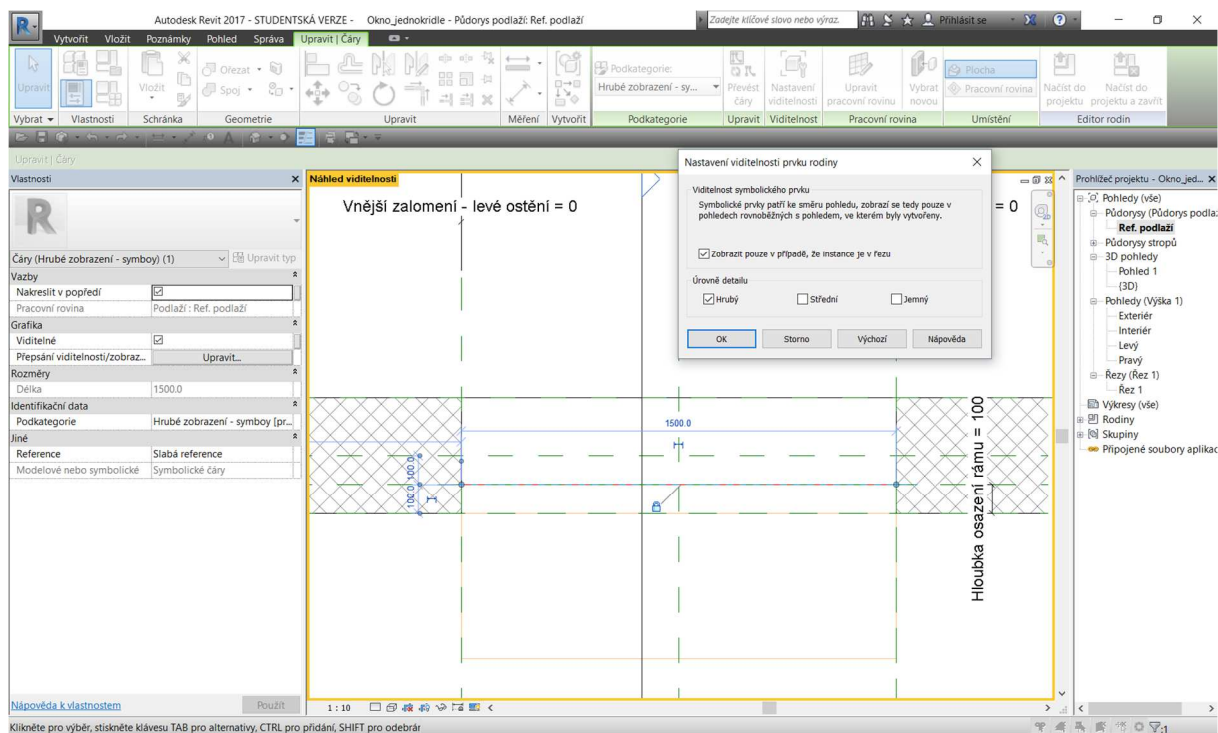 Autodesk Revit 2017 - STUDENTSKÁ VERZE - Okno_jednokridle - Půdorys podlaží: Ref. podlaží
Zadejte klíčové slovo nebo výraz.
Přihlásit se
Vytvořit Vložit Poznámky Pohled Správa Upravit | Čáry
Upravit
Vložit
Ořezat
Spoj
Podkategorie:
Hrubé zobrazení - sy...
Převést čáry
Nastavení viditelnosti
Upravit pracovní rovinu
Vybrat novou
Plocha
Pracovní rovina
Načíst do projektu
Načíst do projektu a zavřít
Vybrat Vlastnosti Schránka Geometrie Upravit Měření Vytvořit Podkategorie Upravit Viditelnost Pracovní rovina Umístění Editor rodin
Upravit | Čáry
Vlastnosti
R
Čáry (Hrubé zobrazení - symboy) (1)
Upravit typ
Vazby
Nakreslit v popředí
Pracovní rovina Podlaží : Ref. podlaží
Grafika
Viditelné
Přepsání viditelnosti/zobraz... Upravit...
Rozměry
Délka 1500.0
Identifikační data
Podkategorie Hrubé zobrazení - symboy [pr...
Jiné
Reference Slabá reference
Modelové nebo symbolické Symbolické čáry
Nápověda k vlastnostem
Použít
Náhled viditelnosti
Vnější zalomení - levé ostění = 0
= 0
1500.0
100.0 100.0
Hloubka osazení rámu = 100
1 : 10
Nastavení viditelnosti prvku rodiny
Viditelnost symbolického prvku
Symbolické prvky patří ke směru pohledu, zobrazí se tedy pouze v
pohledech rovnoběžných s pohledem, ve kterém byly vytvořeny.
Zobrazit pouze v případě, že instance je v řezu
Úrovně detailu
Hrubý Střední Jemný
OK Storno Výchozí Nápověda
Prohlížeč projektu - Okno_jed...
Pohledy (vše)
Půdorysy (Půdorys podla:
Ref. podlaží
Půdorysy stropů
3D pohledy
Pohled 1
{3D}
Pohledy (Výška 1)
Exteriér
Interiér
Levý
Pravý
Řezy (Řez 1)
Řez 1
Výkresy (vše)
Rodiny
Skupiny
Připojené soubory aplikac
Klikněte pro výběr, stiskněte klávesu TAB pro alternativy, CTRL pro přidání, SHIFT pro odebrár
:1